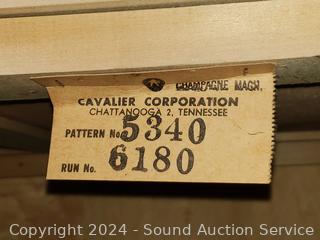 CHAMPAGNE MAGN.
CAVALIER CORPORATION
CHATTANOOGA 2, TENNESSEE
PATTERN No. 5340
RUN No. 6180
Copyright 2024 - Sound Auction Service